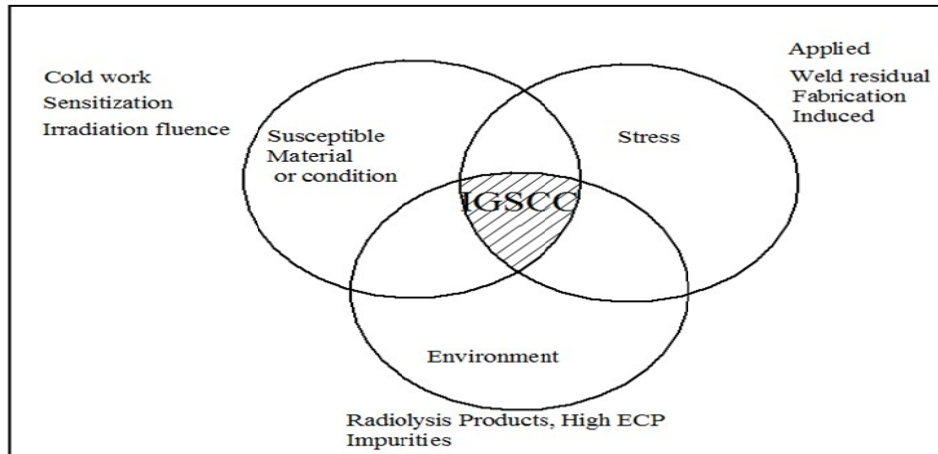 Cold work
Sensitization
Irradiation fluence
Susceptible
Material
or condition
Applied
Weld residual
Fabrication
Induced
Stress
IGSCC
Environment
Radiolysis Products, High ECP
Impurities